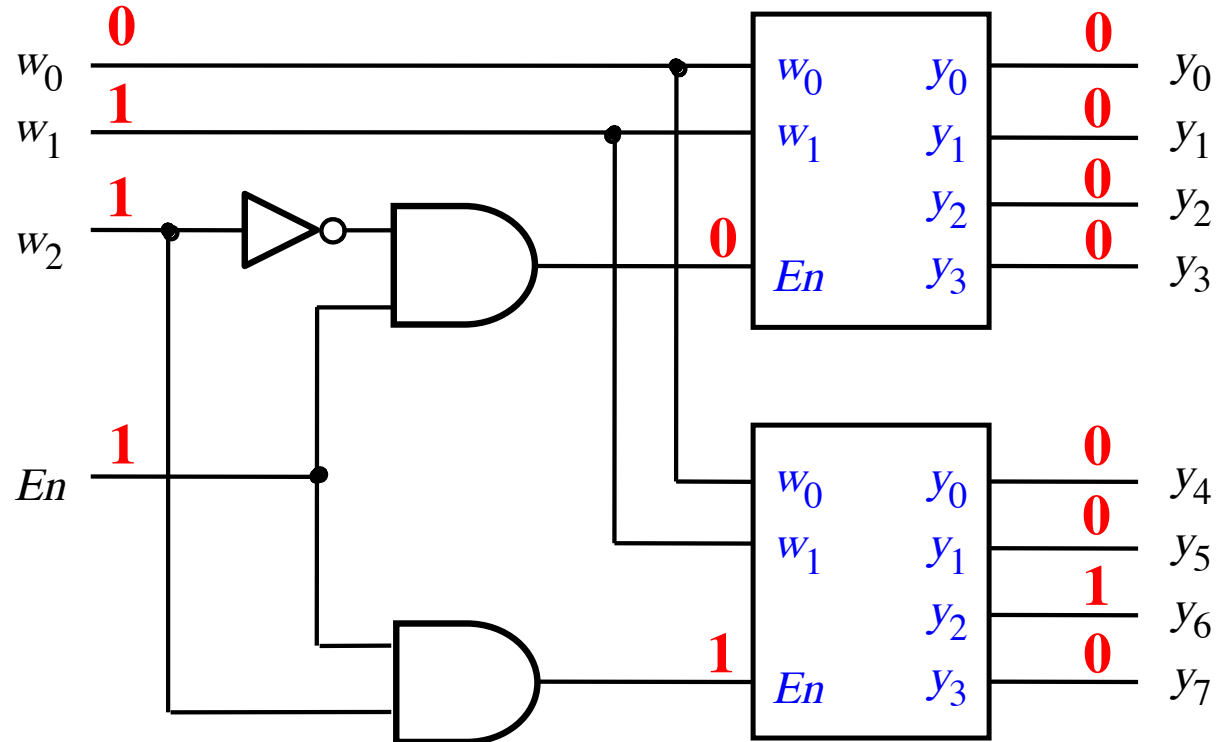 0 0
w0 w0 y0 y0
1 0
w1 w1 y1 y1
1 0
w2 y2 y2
0 0
En y3 y3
1 0
En w0 y0 y4
0
w1 y1 y5
1
y2 y6
1 0
En y3 y7